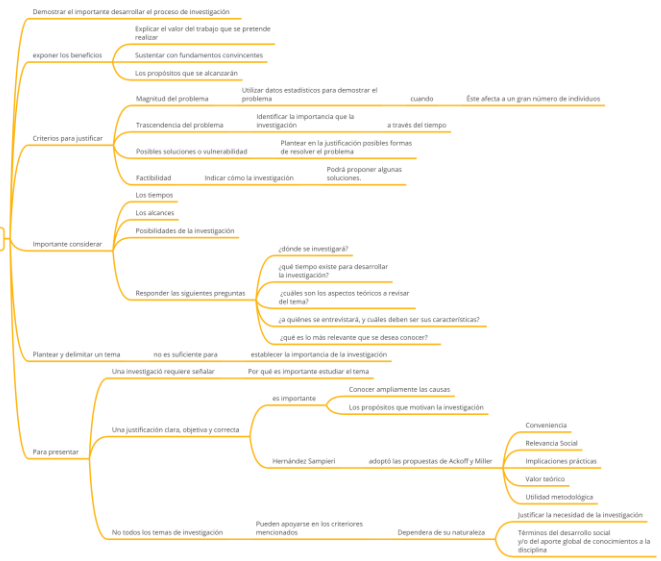 Demostrar el importante desarrollar el proceso de investigación
exponer los beneficios
Explicar el valor del trabajo que se pretende
realizar
Sustentar con fundamentos convincentes
Los propósitos que se alcanzarán
Criterios para justificar
Magnitud del problema
Utilizar datos estadísticos para demostrar el
problema
cuando
Éste afecta a un gran número de individuos
Trascendencia del problema
Identificar la importancia que la
investigación
a través del tiempo
Posibles soluciones o vulnerabilidad
Plantear en la justificación posibles formas
de resolver el problema
Factibilidad
Indicar cómo la investigación
Podrá proponer algunas
soluciones.
Importante considerar
Los tiempos
Los alcances
Posibilidades de la investigación
Responder las siguientes preguntas
¿dónde se investigará?
¿qué tiempo existe para desarrollar
la investigación?
¿cuáles son los aspectos teóricos a revisar
del tema?
¿a quiénes se entrevistará, y cuáles deben ser sus características?
¿qué es lo más relevante que se desea conocer?
Plantear y delimitar un tema
no es suficiente para
establecer la importancia de la investigación
Para presentar
Una investigació requiere señalar
Por qué es importante estudiar el tema
Una justificación clara, objetiva y correcta
es importante
Conocer ampliamente las causas
Los propósitos que motivan la investigación
Hernández Sampieri
adoptó las propuestas de Ackoff y Miller
Conveniencia
Relevancia Social
Implicaciones prácticas
Valor teórico
Utilidad metodológica
No todos los temas de investigación
Pueden apoyarse en los criteriores
mencionados
Dependera de su naturaleza
Justificar la necesidad de la investigación
Términos del desarrollo social
y/o del aporte global de conocimientos a la
disciplina